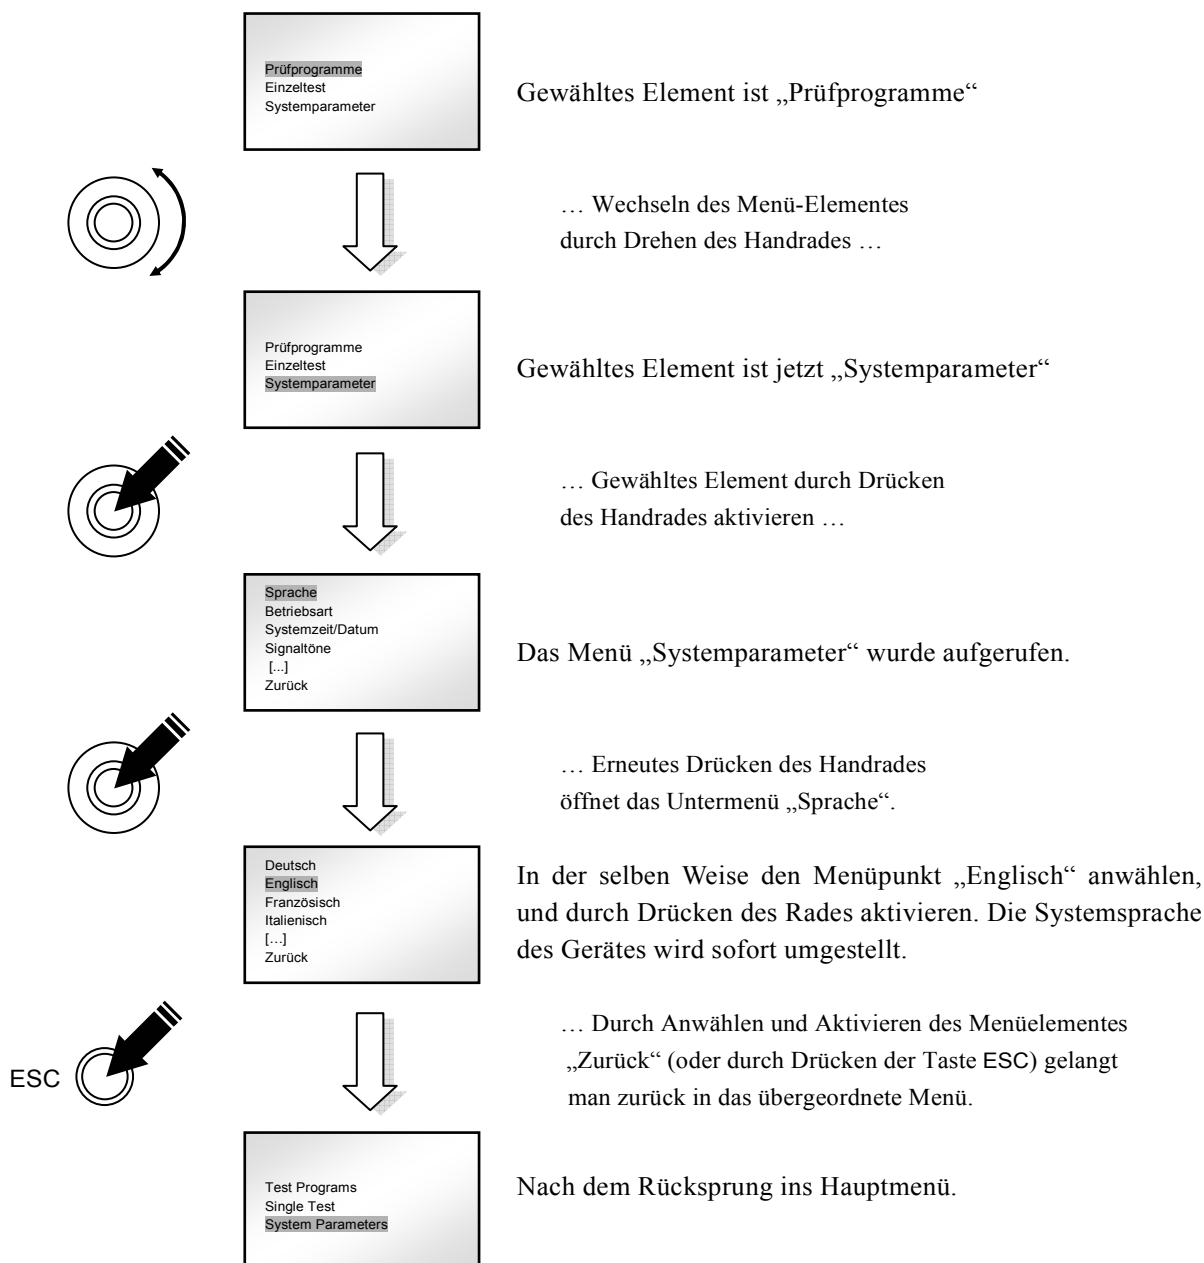 Prüfprogramme
Einzeltest
Systemparameter
Gewähltes Element ist „Prüfprogramme“
… Wechseln des Menü-Elementes
durch Drehen des Handrades …
Prüfprogramme
Einzeltest
Systemparameter
Gewähltes Element ist jetzt „Systemparameter“
… Gewähltes Element durch Drücken
des Handrades aktivieren …
Sprache
Betriebsart
Systemzeit/Datum
Signaltöne
[...]
Zurück
Das Menü „Systemparameter“ wurde aufgerufen.
… Erneutes Drücken des Handrades
öffnet das Untermenü „Sprache“.
Deutsch
Englisch
Französisch
Italienisch
[…]
Zurück
In der selben Weise den Menüpunkt „Englisch“ anwählen,
und durch Drücken des Rades aktivieren. Die Systemsprache
des Gerätes wird sofort umgestellt.
ESC
… Durch Anwählen und Aktivieren des Menüelementes
„Zurück“ (oder durch Drücken der Taste ESC) gelangt
man zurück in das übergeordnete Menü.
Test Programs
Single Test
System Parameters
Nach dem Rücksprung ins Hauptmenü.